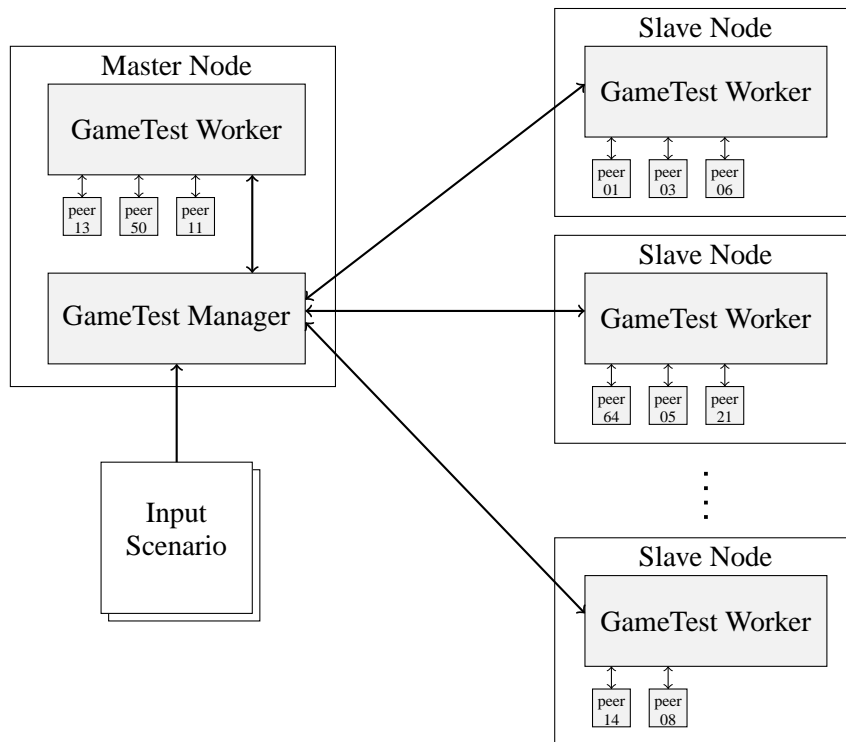 Master Node
GameTest Worker
peer
13
peer
50
peer
11
GameTest Manager
Input
Scenario
Slave Node
GameTest Worker
peer
01
peer
03
peer
06
Slave Node
GameTest Worker
peer
64
peer
05
peer
21
Slave Node
GameTest Worker
peer
14
peer
08